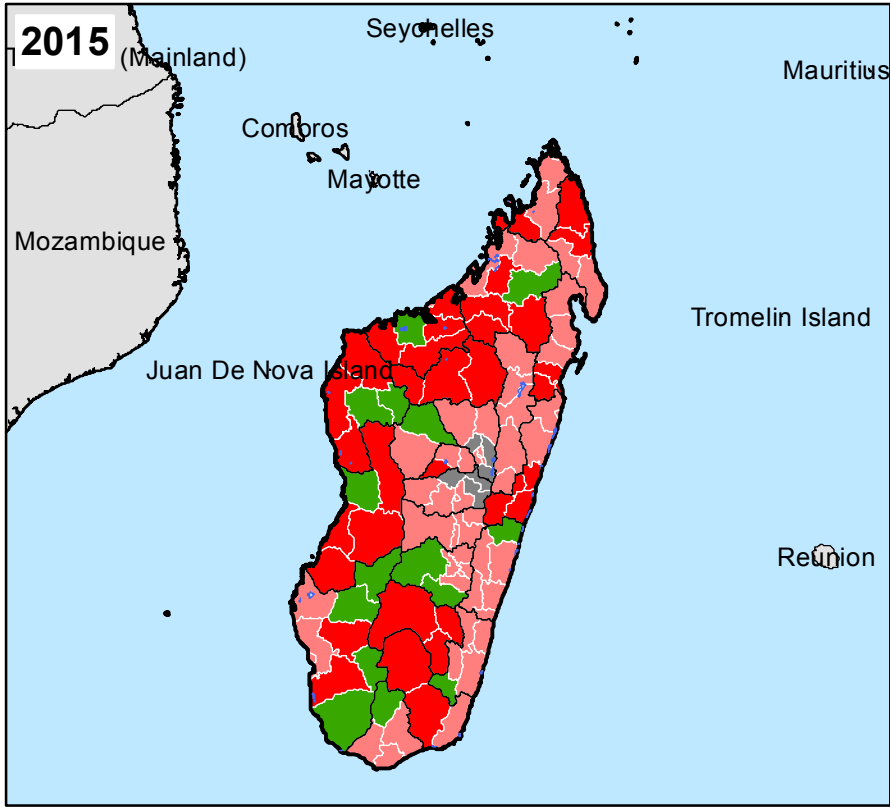 2015
Seychelles
(Mainland)
Mauritius
Comoros
Mayotte
Mozambique
Tromelin Island
Juan De Nova Island
Reunion